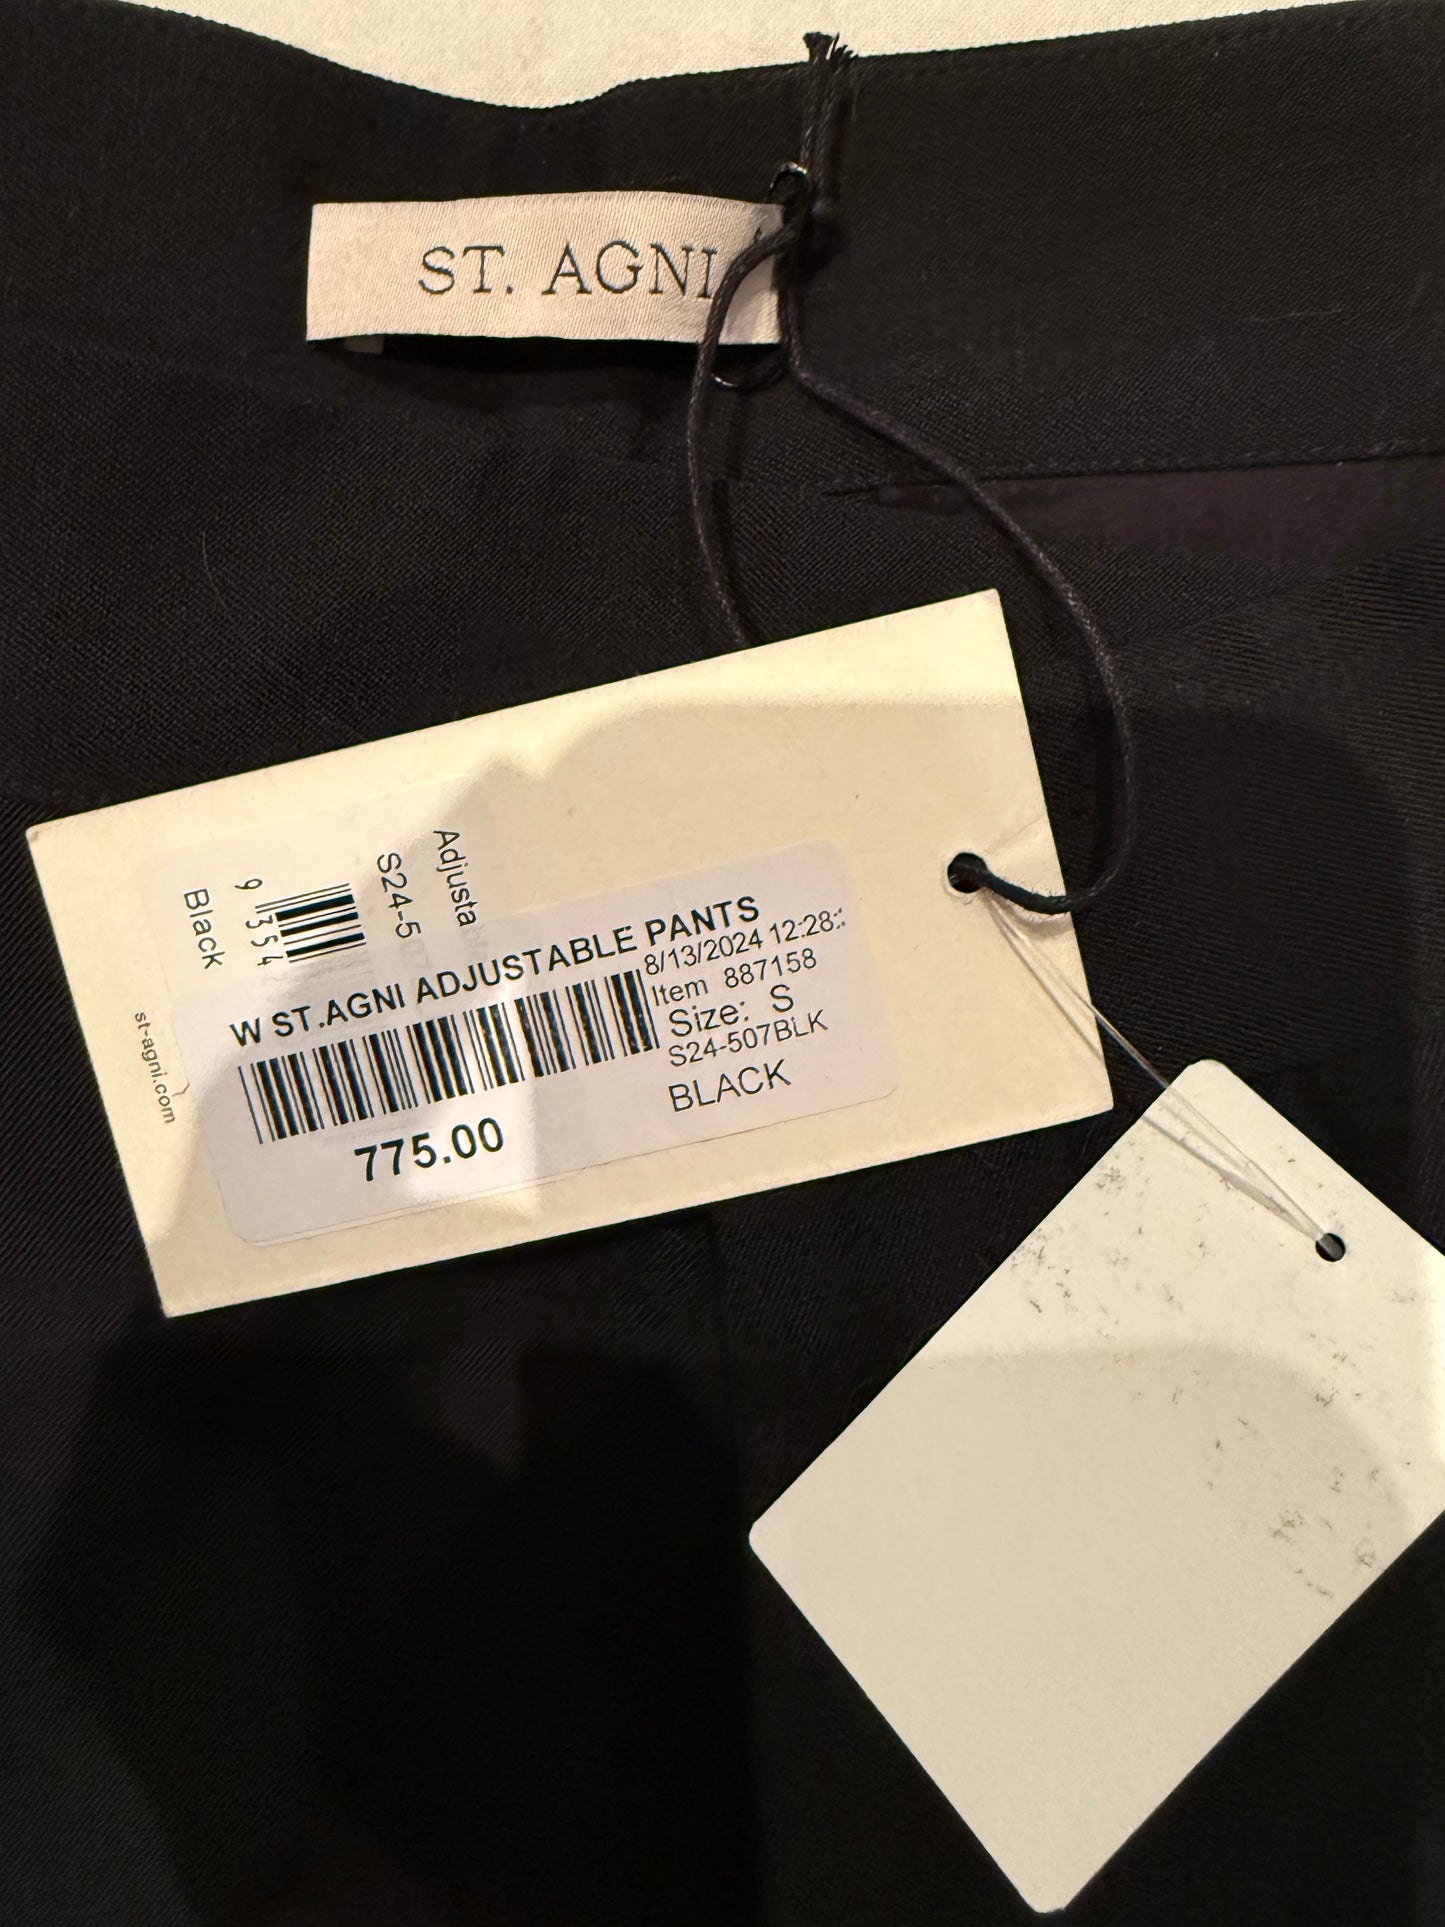 ST. AGNI
Adjusta
S24-5
9 354
Black
st-agni.com
W ST.AGNI ADJUSTABLE PANTS
8/13/2024 12:28:
Item 887158
Size: S
S24-507BLK
BLACK
775.00